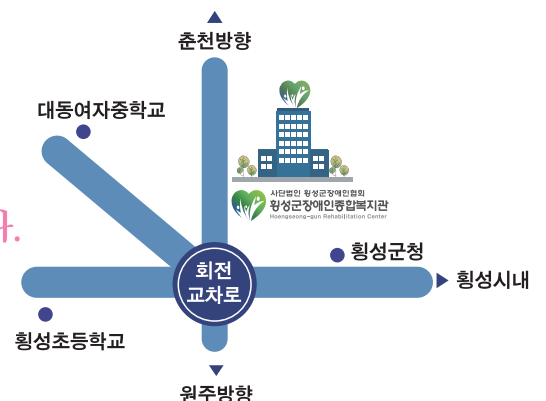 춘천방향
대동여자중학교
사단법인 횡성군장애인협회
횡성군장애인종합복지관
Hoengseong-gun Rehabilitation Center
다.
횡성군청
회전
교차로
횡성시내
횡성초등학교
원주방향